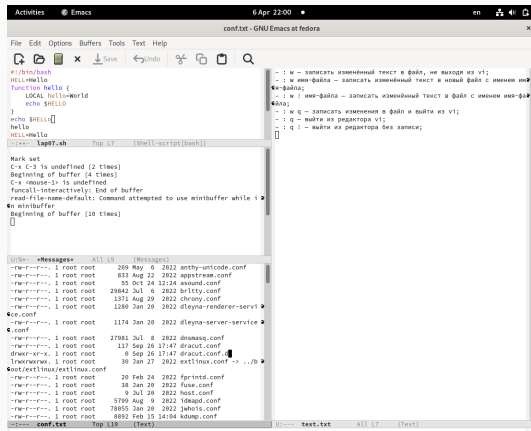 Activities Emacs 6 Apr 22:00 en
conf.txt - GNU Emacs at fedora
File Edit Options Buffers Tools Text Help
Save Undo
#!/bin/bash
HELL=Hello
function hello {
LOCAL hello=World
echo $HELLO
}
echo $HELLo
hello
HELL=Hello
-:**- lap07.sh Top L7 (Shell-script[bash])
Mark set
C-x C-3 is undefined [2 times]
Beginning of buffer [4 times]
C-x <mouse-1> is undefined
funcall-interactively: End of buffer
read-file-name-default: Command attempted to use minibuffer while i
n minibuffer
Beginning of buffer [10 times]
U:%*- *Messages* All L9 (Messages)
-rw-r--r--. 1 root root 269 May 6 2022 anthy-unicode.conf
-rw-r--r--. 1 root root 833 Aug 22 2022 appstream.conf
-rw-r--r--. 1 root root 55 Oct 24 12:24 asound.conf
-rw-r--r--. 1 root root 29842 Jul 6 2022 brltty.conf
-rw-r--r--. 1 root root 1371 Aug 29 2022 chrony.conf
-rw-r--r--. 1 root root 1280 Jan 20 2022 dleyna-renderer-servi
ce.conf
-rw-r--r--. 1 root root 1174 Jan 20 2022 dleyna-server-service
.conf
-rw-r--r--. 1 root root 27981 Jul 8 2022 dnsmasq.conf
-rw-r--r--. 1 root root 117 Sep 26 17:47 dracut.conf
drwxr-xr-x. 1 root root 0 Sep 26 17:47 dracut.conf.d
lrwxrwxrwx. 1 root root 30 Jan 27 2022 extlinux.conf -> ../b
oot/extlinux/extlinux.conf
-rw-r--r--. 1 root root 20 Feb 24 2022 fprintd.conf
-rw-r--r--. 1 root root 38 Jan 20 2022 fuse.conf
-rw-r--r--. 1 root root 9 Jul 20 2022 host.conf
-rw-r--r--. 1 root root 5799 Aug 9 2022 idmapd.conf
-rw-r--r--. 1 root root 78055 Jan 20 2022 jwhois.conf
-rw-r--r--. 1 root root 8892 Feb 15 14:04 kdump.conf
-:--- conf.txt Top L10 (Text)
– : w – записать изменённый текст в файл, не выходя из vi;
– : w имя-файла – записать изменённый текст в новый файл с именем им
я-файла;
– : w ! имя-файла – записать изменённый текст в файл с именем имя-фа
йла;
– : w q – записать изменения в файл и выйти из vi;
– : q – выйти из редактора vi;
– : q ! – выйти из редактора без записи;
U:--- text.txt All L7 (Text)